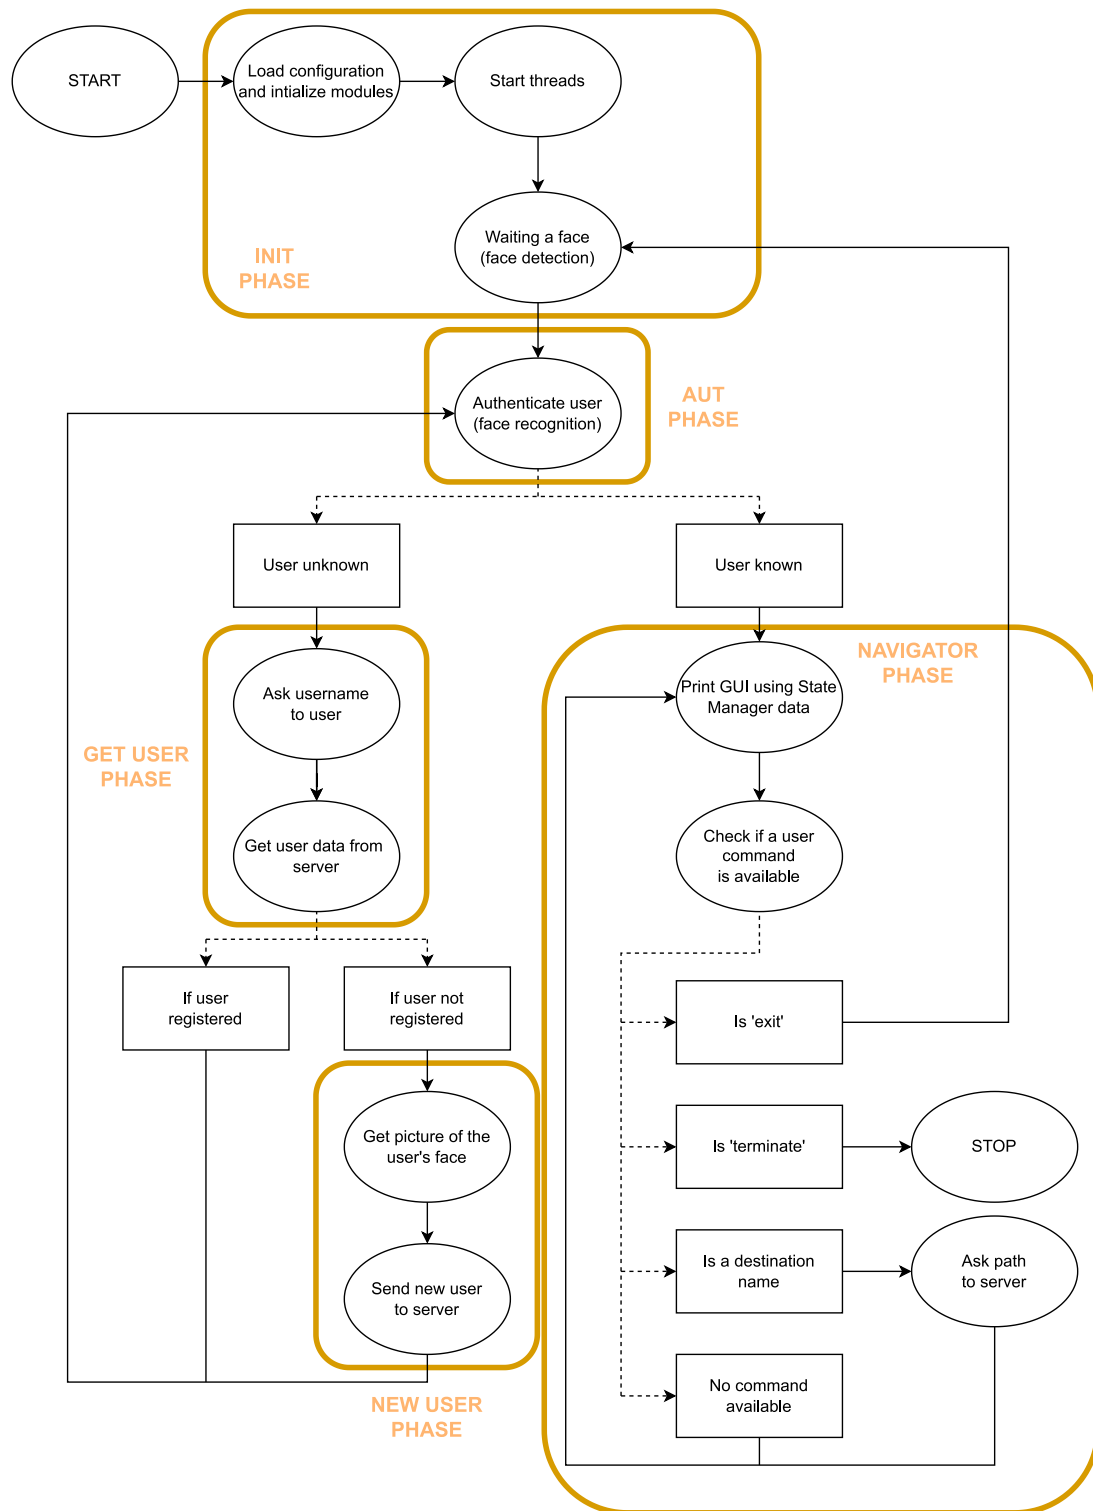 START
Load configuration
and intialize modules
Start threads
Waiting a face
(face detection)
INIT
PHASE
Authenticate user
(face recognition)
AUT
PHASE
User unknown
User known
NAVIGATOR
PHASE
Ask username
to user
Print GUI using State
Manager data
GET USER
PHASE
Get user data from
server
Check if a user
command
is available
If user
registered
If user not
registered
Is 'exit'
Get picture of the
user's face
Is 'terminate'
STOP
Send new user
to server
Is a destination
name
Ask path
to server
No command
available
NEW USER
PHASE